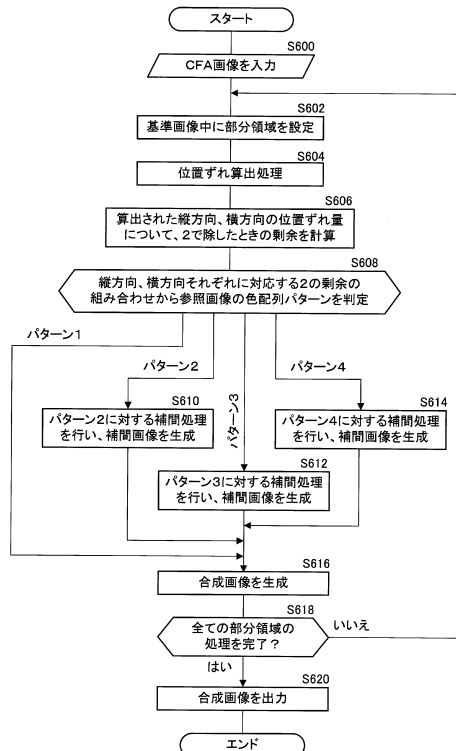 スタート
S600
CFA画像を入力
S602
基準画像中に部分領域を設定
S604
位置ずれ算出処理
S606
算出された縦方向、横方向の位置ずれ量
について、2で除したときの剰余を計算
S608
縦方向、横方向それぞれに対応する2の剰余の
組み合わせから参照画像の色配列パターンを判定
パターン1
パターン2
パターン3
パターン4
S610
パターン2に対する補間処理
を行い、補間画像を生成
S614
パターン4に対する補間処理
を行い、補間画像を生成
S612
パターン3に対する補間処理
を行い、補間画像を生成
S616
合成画像を生成
S618
全ての部分領域の
処理を完了?
いいえ
はい
S620
合成画像を出力
エンド